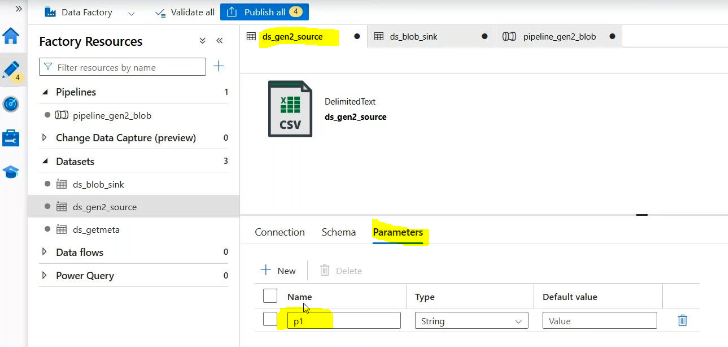 » Data Factory ∨ Validate all Publish all 4
4
Factory Resources ∨ «
Filter resources by name +
Pipelines 1
pipeline_gen2_blob
Change Data Capture (preview) 0
Datasets 3
ds_blob_sink
ds_gen2_source
ds_getmeta
Data flows 0
Power Query 0
ds_gen2_source ds_blob_sink pipeline_gen2_blob
DelimitedText
ds_gen2_source
X
CSV
Connection Schema Parameters
+ New Delete
Name Type Default value
p1 String Value